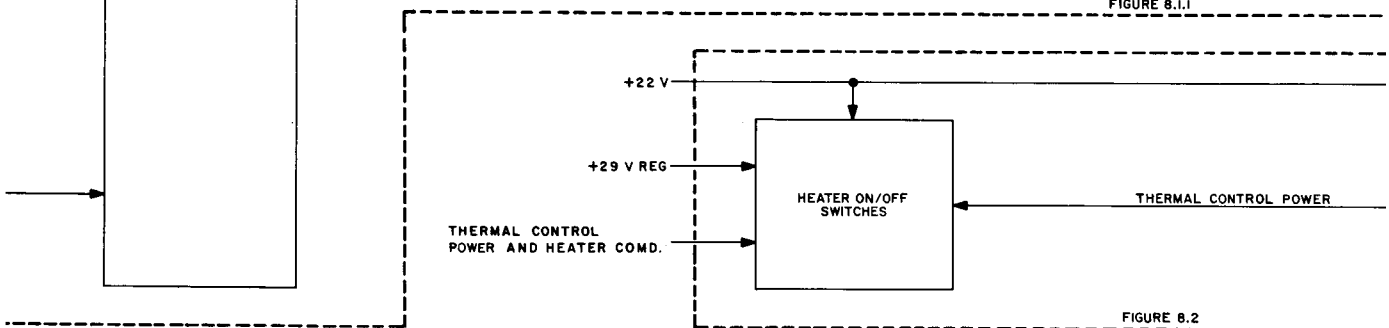 FIGURE 8.1.1
+22 V
+29 V REG
HEATER ON/OFF
SWITCHES
THERMAL CONTROL POWER
THERMAL CONTROL
POWER AND HEATER COMD.
FIGURE 8.2